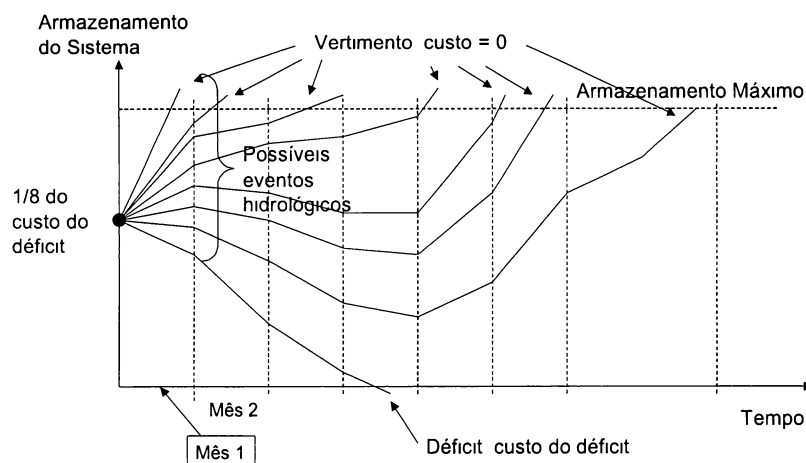 Armazenamento
do Sistema
Vertimento custo = 0
Armazenamento Máximo
Possíveis
eventos
hidrológicos
1/8 do
custo do
déficit
Mês 2
Tempo
Mês 1
Déficit custo do déficit